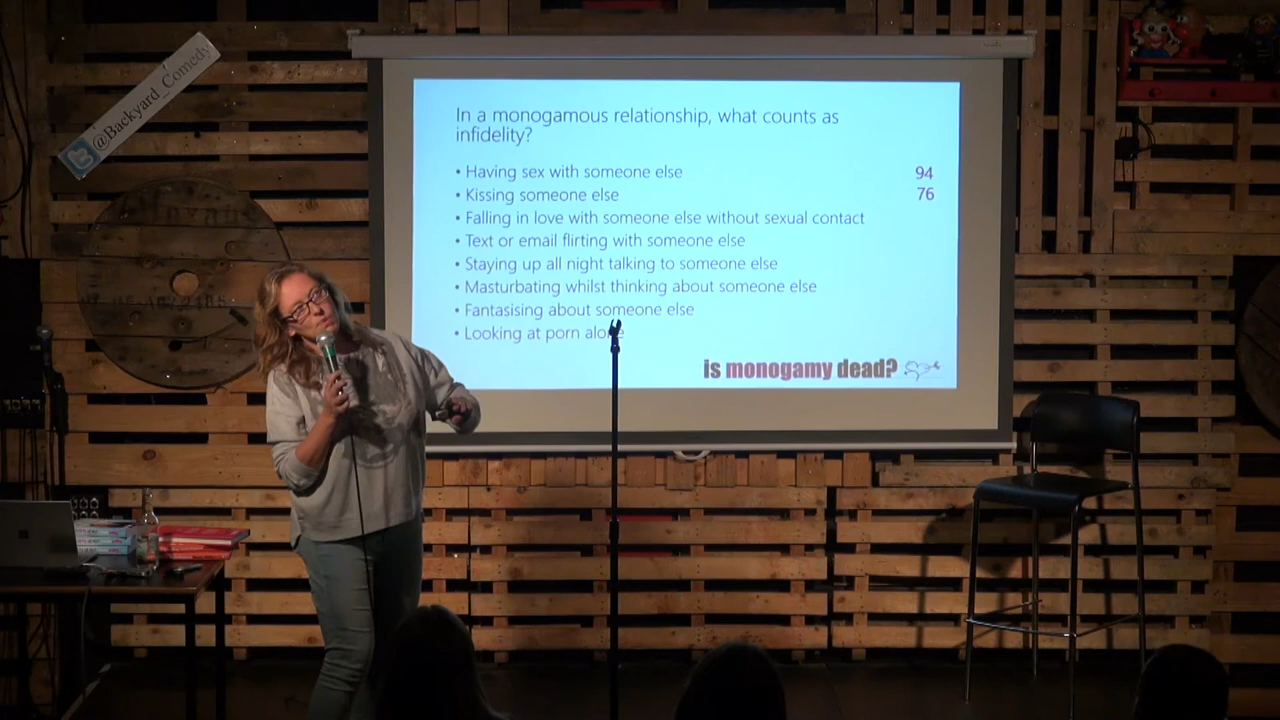 @Backyard_Comedy
In a monogamous relationship, what counts as
infidelity?
• Having sex with someone else 94
• Kissing someone else 76
• Falling in love with someone else without sexual contact
• Text or email flirting with someone else
• Staying up all night talking to someone else
• Masturbating whilst thinking about someone else
• Fantasising about someone else
• Looking at porn alone
is monogamy dead?